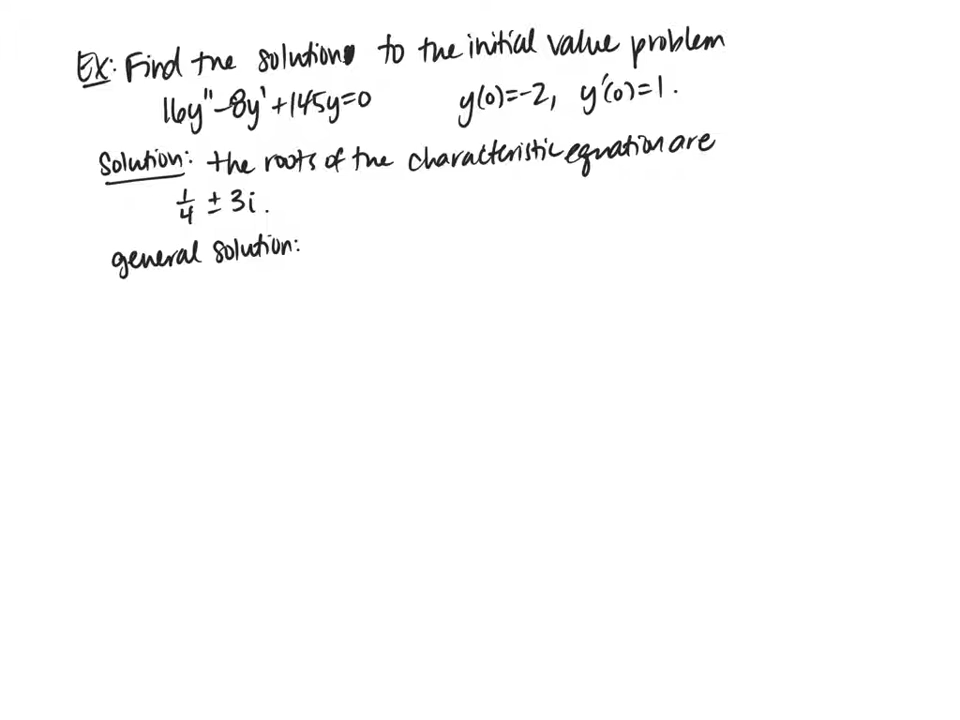 Ex: Find the solution to the initial value problem
16y" - 8y' + 145y = 0 y(0) = -2, y'(0) = 1.
Solution: the roots of the characteristic equation are
1/4 ± 3i.
general solution: